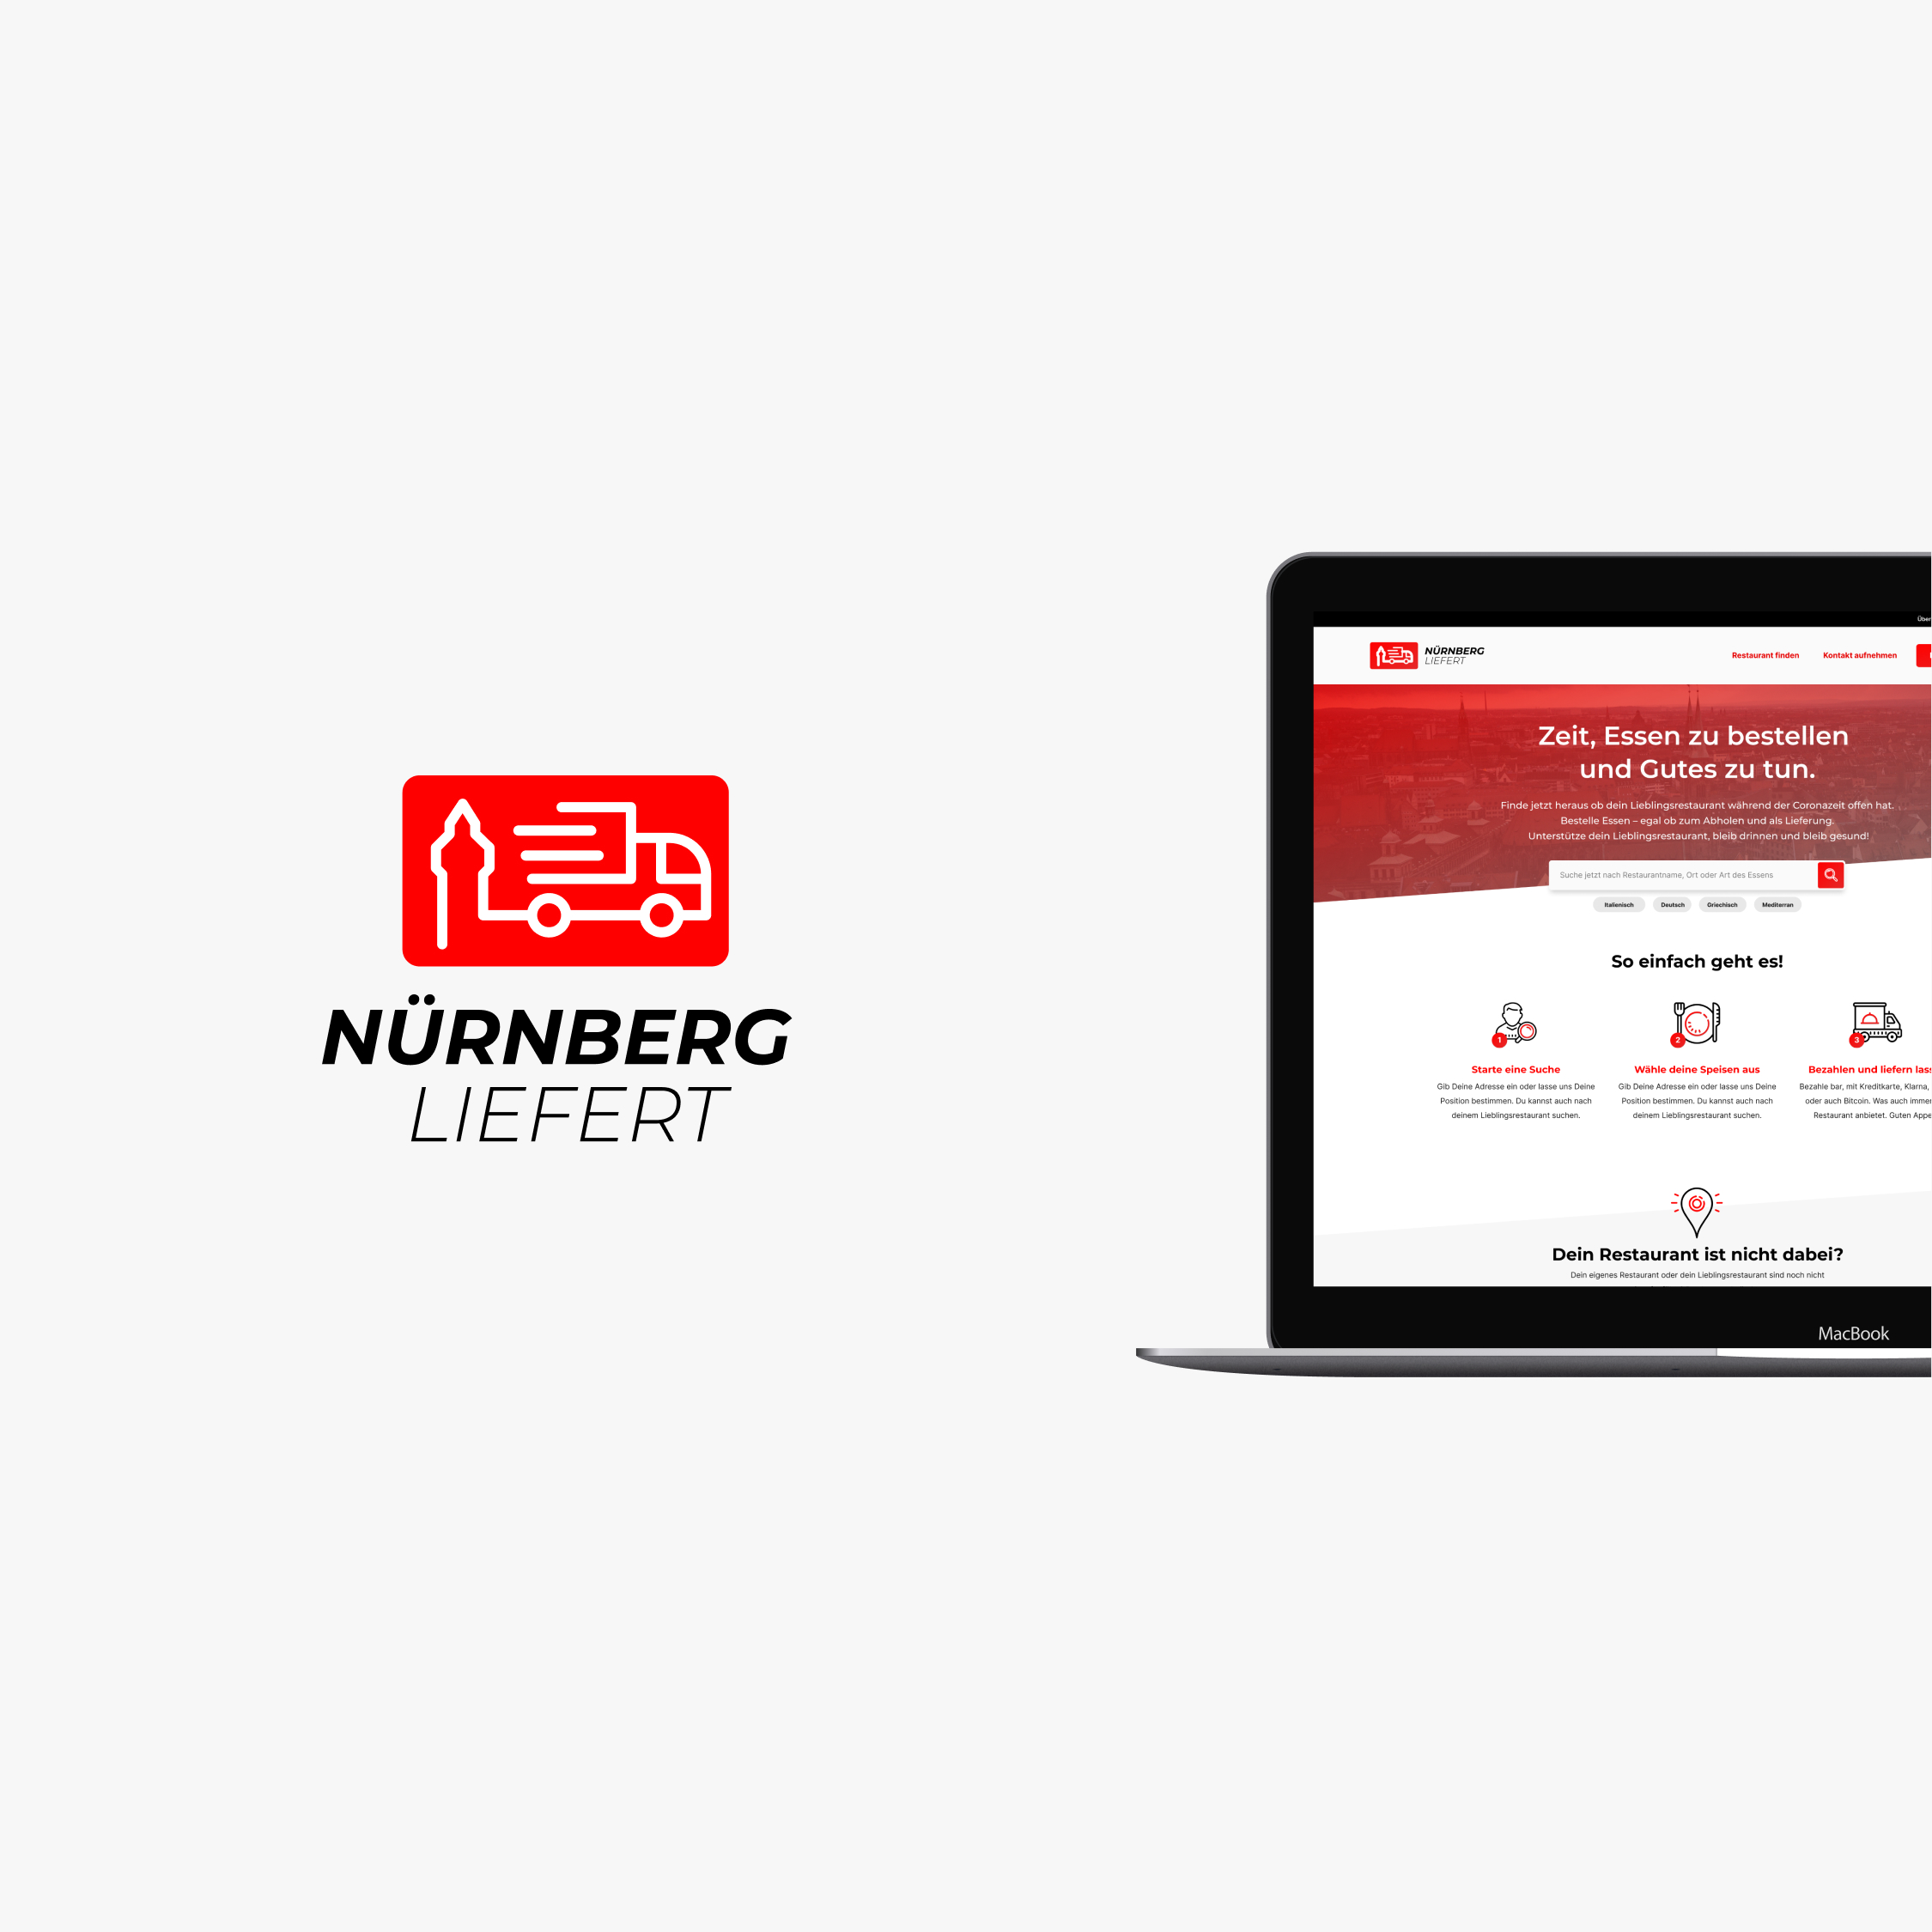 NÜRNBERG
LIEFERT
NÜRNBERG
LIEFERT
Restaurant finden
Kontakt aufnehmen
Zeit, Essen zu bestellen
und Gutes zu tun.
Finde jetzt heraus ob dein Lieblingsrestaurant während der Coronazeit offen hat.
Bestelle Essen – egal ob zum Abholen und als Lieferung.
Unterstütze dein Lieblingsrestaurant, bleib drinnen und bleib gesund!
Suche jetzt nach Restaurantname, Ort oder Art des Essens
Italienisch
Deutsch
Griechisch
Mediterran
So einfach geht es!
1
Starte eine Suche
Gib Deine Adresse ein oder lasse uns Deine
Position bestimmen. Du kannst auch nach
deinem Lieblingsrestaurant suchen.
2
Wähle deine Speisen aus
Gib Deine Adresse ein oder lasse uns Deine
Position bestimmen. Du kannst auch nach
deinem Lieblingsrestaurant suchen.
3
Bezahlen und liefern
Bezahle bar, mit Kreditkarte, Klarna,
oder auch Bitcoin. Was auch
Restaurant anbietet. Guten
Dein Restaurant ist nicht dabei?
Dein eigenes Restaurant oder dein Lieblingsrestaurant sind noch nicht
MacBook